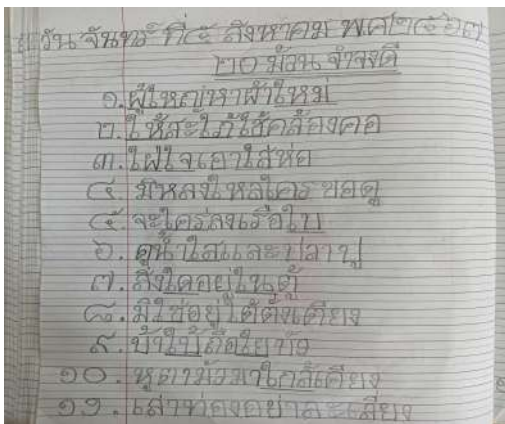 วันจันทร์ ที่๕ สิงหาคม พศ๒๕๖๗
๒๐ ม้วน จำจงดี
๑. ผู้ใหญ่หาผ้าใหม่
๒. ให้สะใภ้ใช้คล้องคอ
๓. ใฝ่ใจเอาใส่ห่อ
๔. มิหลงใหลใคร ขอดู
๕. จะใคร่ลงเรือใบ
๖. ดูน้ำใสและปลาปู
๗. สิ่งใดอยู่ในตู้
๘. มิใช่อยู่ใต้ตั่งเตียง
๙. บ้าใบ้ถือใยบัว
๑๐. หูตามัวมาใกล้เคียง
๑๑. เล่าท่องอย่าละเลี่ยง